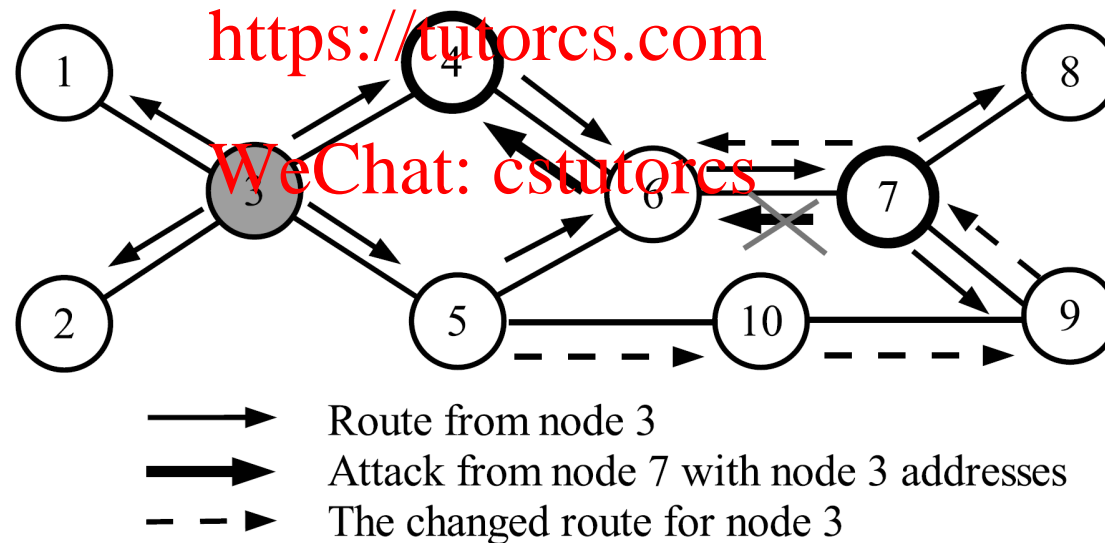 https://tutorcs.com
1
4
8
WeChat: cstutorcs
3
6
7
2
5
10
9
Route from node 3
Attack from node 7 with node 3 addresses
The changed route for node 3